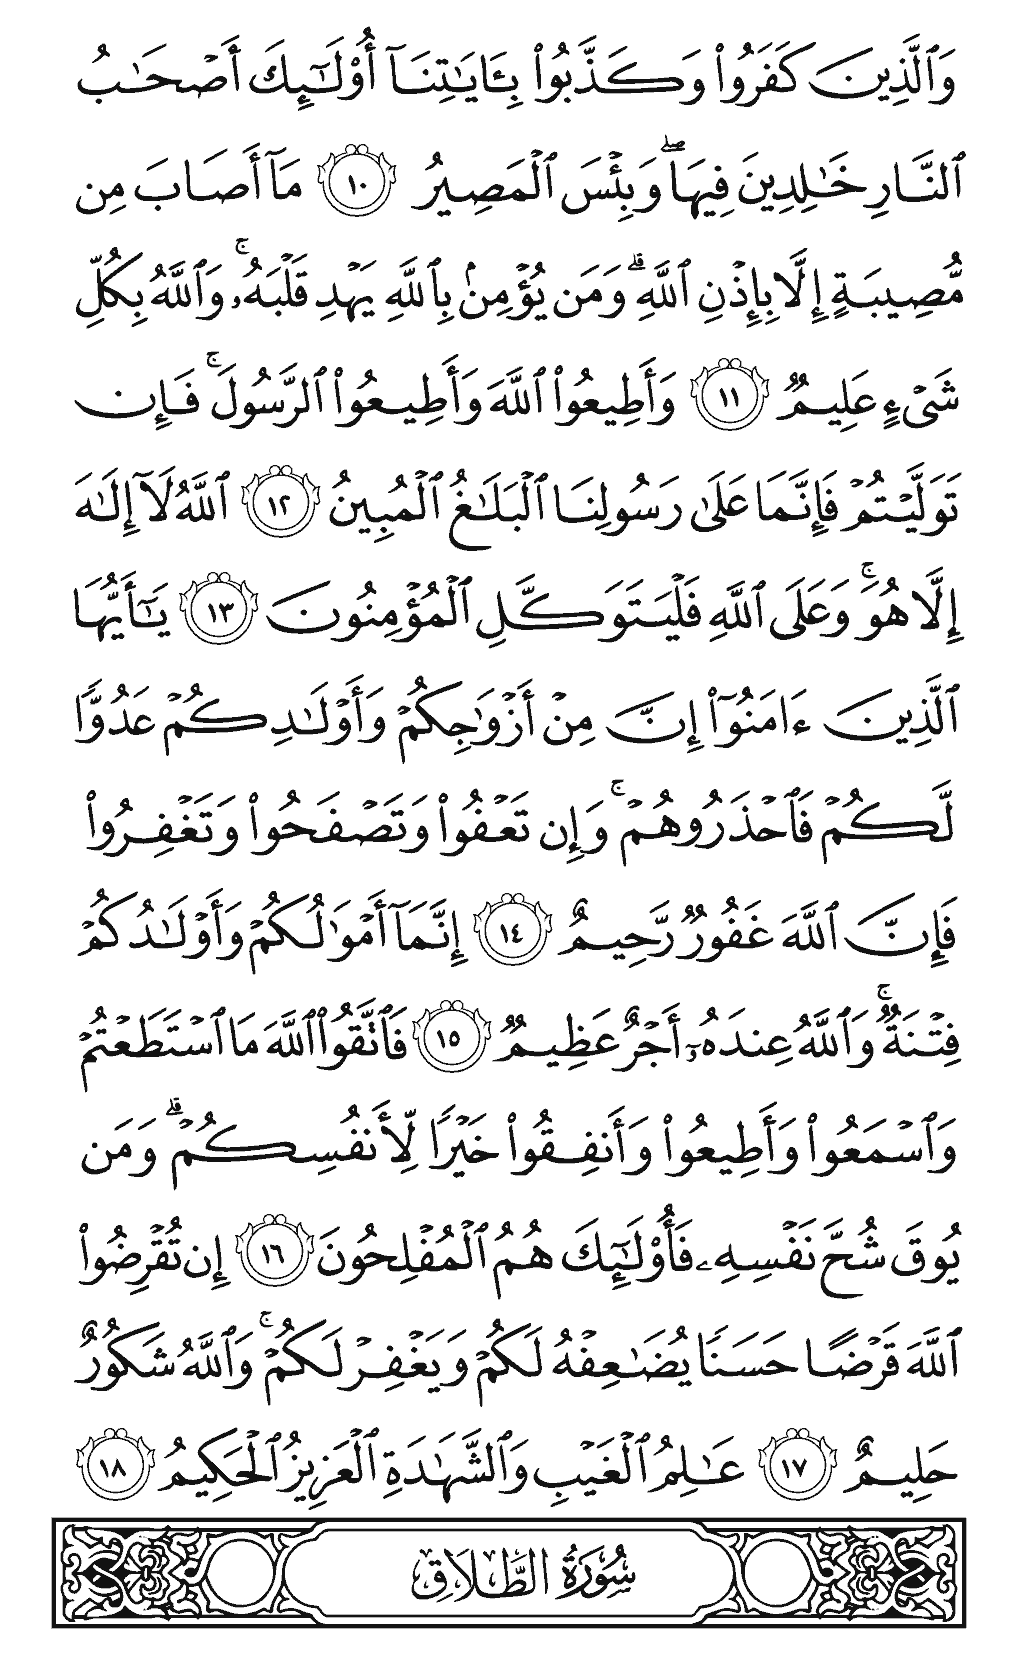 وَٱلَّذِينَ كَفَرُوا۟ وَكَذَّبُوا۟ بِـَٔايَـٰتِنَآ أُو۟لَـٰٓئِكَ أَصْحَـٰبُ
ٱلنَّارِ خَـٰلِدِينَ فِيهَا ۖ وَبِئْسَ ٱلْمَصِيرُ ١٠ مَآ أَصَابَ مِن
مُّصِيبَةٍ إِلَّا بِإِذْنِ ٱللَّهِ ۗ وَمَن يُؤْمِنۢ بِٱللَّهِ يَهْدِ قَلْبَهُۥ ۚ وَٱللَّهُ بِكُلِّ
شَىْءٍ عَلِيمٌ ١١ وَأَطِيعُوا۟ ٱللَّهَ وَأَطِيعُوا۟ ٱلرَّسُولَ ۚ فَإِن
تَوَلَّيْتُمْ فَإِنَّمَا عَلَىٰ رَسُولِنَا ٱلْبَلَـٰغُ ٱلْمُبِينُ ١٢ ٱللَّهُ لَآ إِلَـٰهَ
إِلَّا هُوَ ۚ وَعَلَى ٱللَّهِ فَلْيَتَوَكَّلِ ٱلْمُؤْمِنُونَ ١٣ يَـٰٓأَيُّهَا
ٱلَّذِينَ ءَامَنُوٓا۟ إِنَّ مِنْ أَزْوَٰجِكُمْ وَأَوْلَـٰدِكُمْ عَدُوًّا
لَّكُمْ فَٱحْذَرُوهُمْ ۚ وَإِن تَعْفُوا۟ وَتَصْفَحُوا۟ وَتَغْفِرُوا۟
فَإِنَّ ٱللَّهَ غَفُورٌ رَّحِيمٌ ١٤ إِنَّمَآ أَمْوَٰلُكُمْ وَأَوْلَـٰدُكُمْ
فِتْنَةٌ ۚ وَٱللَّهُ عِندَهُۥٓ أَجْرٌ عَظِيمٌ ١٥ فَٱتَّقُوا۟ ٱللَّهَ مَا ٱسْتَطَعْتُمْ
وَٱسْمَعُوا۟ وَأَطِيعُوا۟ وَأَنفِقُوا۟ خَيْرًا لِّأَنفُسِكُمْ ۗ وَمَن
يُوقَ شُحَّ نَفْسِهِۦ فَأُو۟لَـٰٓئِكَ هُمُ ٱلْمُفْلِحُونَ ١٦ إِن تُقْرِضُوا۟
ٱللَّهَ قَرْضًا حَسَنًا يُضَـٰعِفْهُ لَكُمْ وَيَغْفِرْ لَكُمْ ۚ وَٱللَّهُ شَكُورٌ
حَلِيمٌ ١٧ عَـٰلِمُ ٱلْغَيْبِ وَٱلشَّهَـٰدَةِ ٱلْعَزِيزُ ٱلْحَكِيمُ ١٨
سُورَةُ الطَّلَاقِ